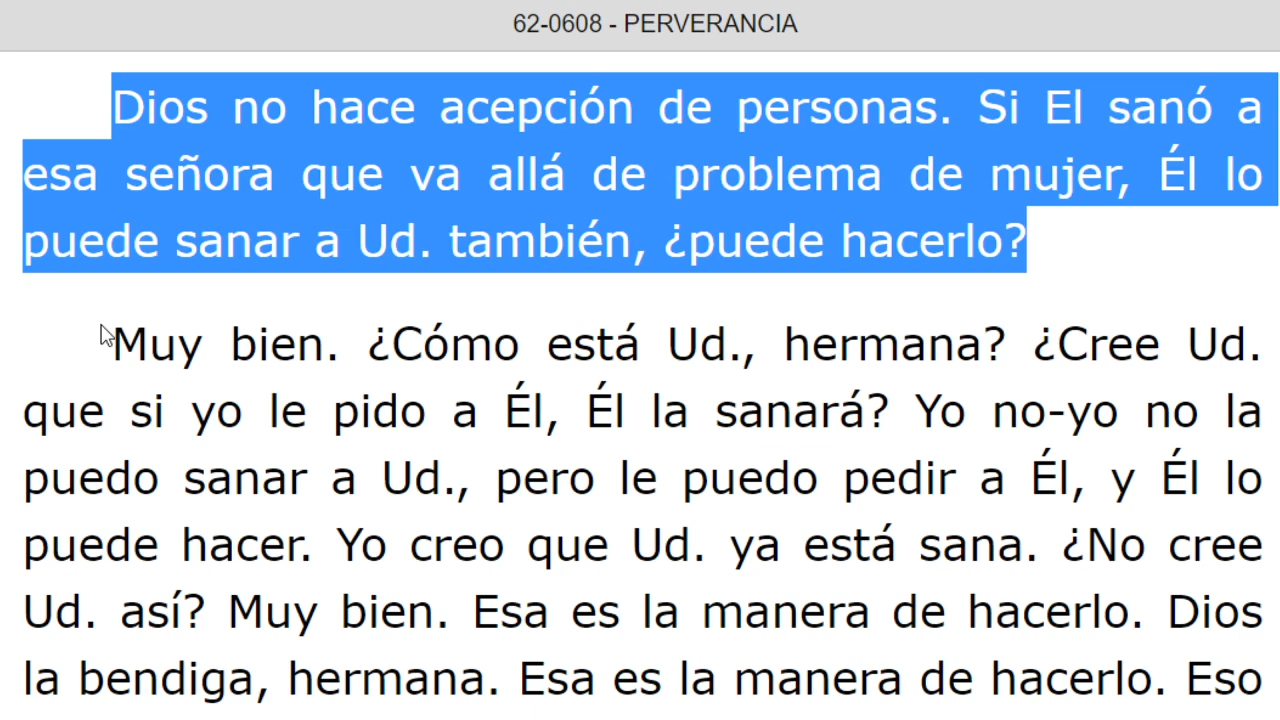 62-0608 - PERVERANCIA
Dios no hace acepción de personas. Si El sanó a
esa señora que va allá de problema de mujer, Él lo
puede sanar a Ud. también, ¿puede hacerlo?
Muy bien. ¿Cómo está Ud., hermana? ¿Cree Ud.
que si yo le pido a Él, Él la sanará? Yo no-yo no la
puedo sanar a Ud., pero le puedo pedir a Él, y Él lo
puede hacer. Yo creo que Ud. ya está sana. ¿No cree
Ud. así? Muy bien. Esa es la manera de hacerlo. Dios
la bendiga, hermana. Esa es la manera de hacerlo. Eso